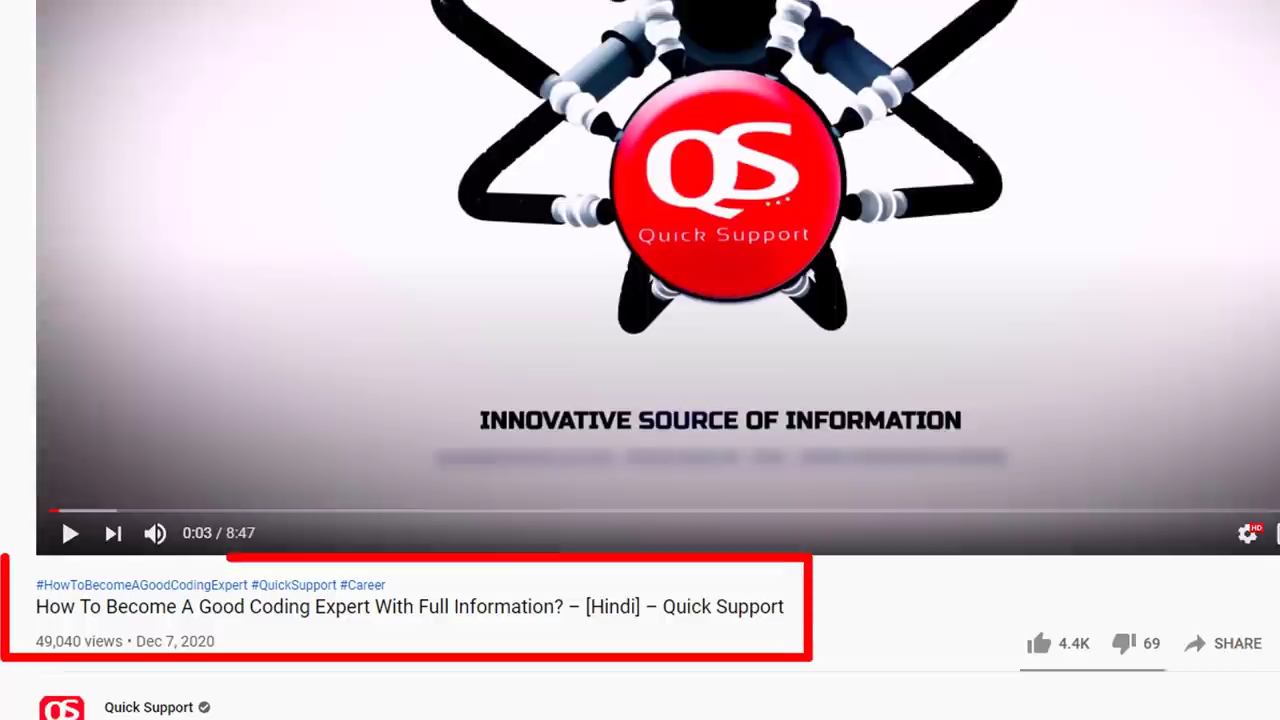 QS
Quick Support
INNOVATIVE SOURCE OF INFORMATION
0:03 / 8:47
HD
#HowToBecomeAGoodCodingExpert #QuickSupport #Career
How To Become A Good Coding Expert With Full Information? – [Hindi] – Quick Support
49,040 views • Dec 7, 2020
4.4K 69 SHARE
QS
Quick Support